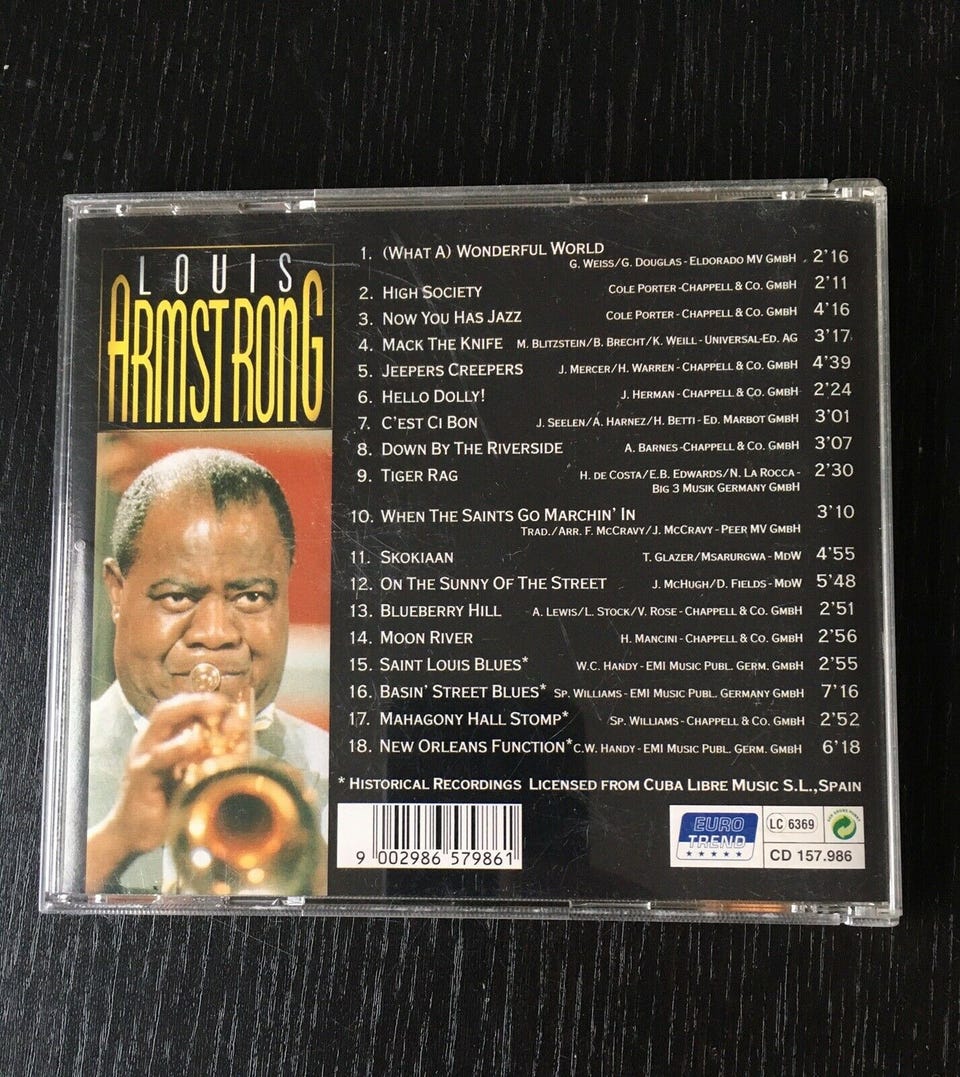 LOUIS
ARMSTRONG
1. (WHAT A) WONDERFUL WORLD
G. WEISS/G. DOUGLAS - ELDORADO MV GMBH 2'16
2. HIGH SOCIETY COLE PORTER - CHAPPELL & CO. GMBH 2'11
3. NOW YOU HAS JAZZ COLE PORTER - CHAPPELL & CO. GMBH 4'16
4. MACK THE KNIFE M. BLITZSTEIN/B. BRECHT/K. WEILL - UNIVERSAL-ED. AG 3'17
5. JEEPERS CREEPERS J. MERCER/H. WARREN - CHAPPELL & CO. GMBH 4'39
6. HELLO DOLLY! J. HERMAN - CHAPPELL & CO. GMBH 2'24
7. C'EST CI BON J. SEELEN/A. HARNEZ/H. BETTI - ED. MARBOT GMBH 3'01
8. DOWN BY THE RIVERSIDE A. BARNES - CHAPPELL & CO. GMBH 3'07
9. TIGER RAG H. DE COSTA/E.B. EDWARDS/N. LA ROCCA - 2'30
BIG 3 MUSIK GERMANY GMBH
10. WHEN THE SAINTS GO MARCHIN' IN 3'10
TRAD./ARR. F. MCCRAVY/J. MCCRAVY - PEER MV GMBH
11. SKOKIAAN T. GLAZER/MSARURGWA - MDW 4'55
12. ON THE SUNNY OF THE STREET J. MCHUGH/D. FIELDS - MDW 5'48
13. BLUEBERRY HILL A. LEWIS/L. STOCK/V. ROSE - CHAPPELL & CO. GMBH 2'51
14. MOON RIVER H. MANCINI - CHAPPELL & CO. GMBH 2'56
15. SAINT LOUIS BLUES* W.C. HANDY - EMI MUSIC PUBL. GERM. GMBH 2'55
16. BASIN' STREET BLUES* SP. WILLIAMS - EMI MUSIC PUBL. GERMANY GMBH 7'16
17. MAHAGONY HALL STOMP* SP. WILLIAMS - CHAPPELL & CO. GMBH 2'52
18. NEW ORLEANS FUNCTION* C.W. HANDY - EMI MUSIC PUBL. GERM. GMBH 6'18
* HISTORICAL RECORDINGS LICENSED FROM CUBA LIBRE MUSIC S.L., SPAIN
9 002986 579861
EURO
TREND
LC 6369
CD 157.986